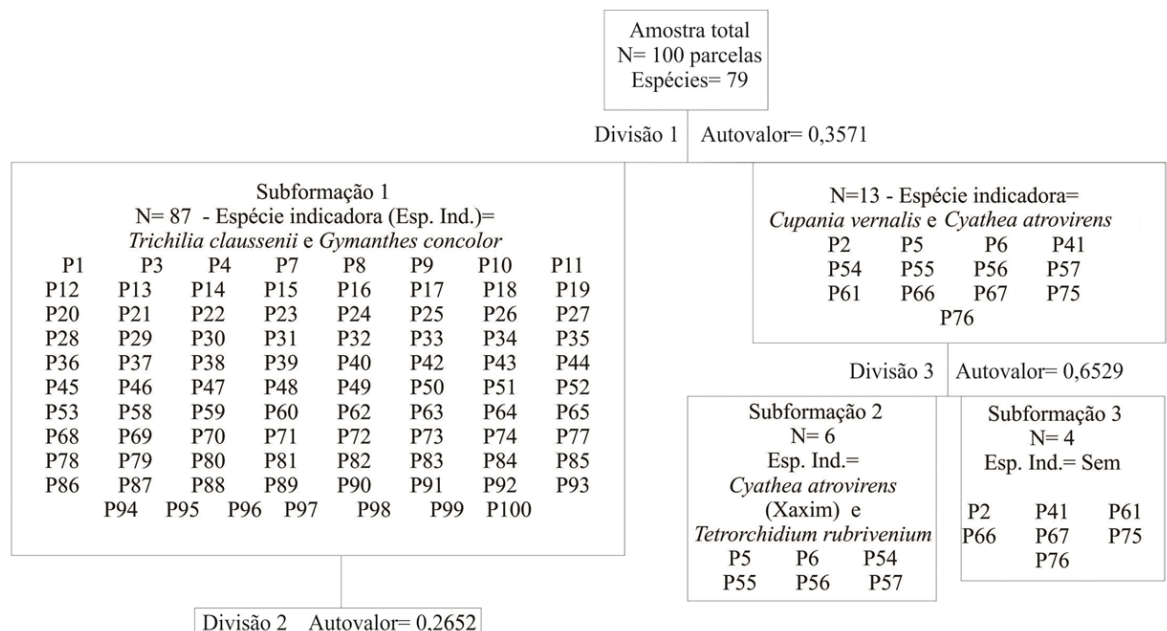 Amostra total
N= 100 parcelas
Espécies= 79
Divisão 1 Autovalor= 0,3571
Subformação 1
N= 87 - Espécie indicadora (Esp. Ind.)=
Trichilia claussenii e Gymanthes concolor
P1 P3 P4 P7 P8 P9 P10 P11
P12 P13 P14 P15 P16 P17 P18 P19
P20 P21 P22 P23 P24 P25 P26 P27
P28 P29 P30 P31 P32 P33 P34 P35
P36 P37 P38 P39 P40 P42 P43 P44
P45 P46 P47 P48 P49 P50 P51 P52
P53 P58 P59 P60 P62 P63 P64 P65
P68 P69 P70 P71 P72 P73 P74 P77
P78 P79 P80 P81 P82 P83 P84 P85
P86 P87 P88 P89 P90 P91 P92 P93
P94 P95 P96 P97 P98 P99 P100
Divisão 2 Autovalor= 0,2652
N=13 - Espécie indicadora=
Cupania vernalis e Cyathea atrovirens
P2 P5 P6 P41
P54 P55 P56 P57
P61 P66 P67 P75
P76
Divisão 3 Autovalor= 0,6529
Subformação 2
N= 6
Esp. Ind.=
Cyathea atrovirens
(Xaxim) e
Tetrorchidium rubrivenium
P5 P6 P54
P55 P56 P57
Subformação 3
N= 4
Esp. Ind.= Sem
P2 P41 P61
P66 P67 P75
P76